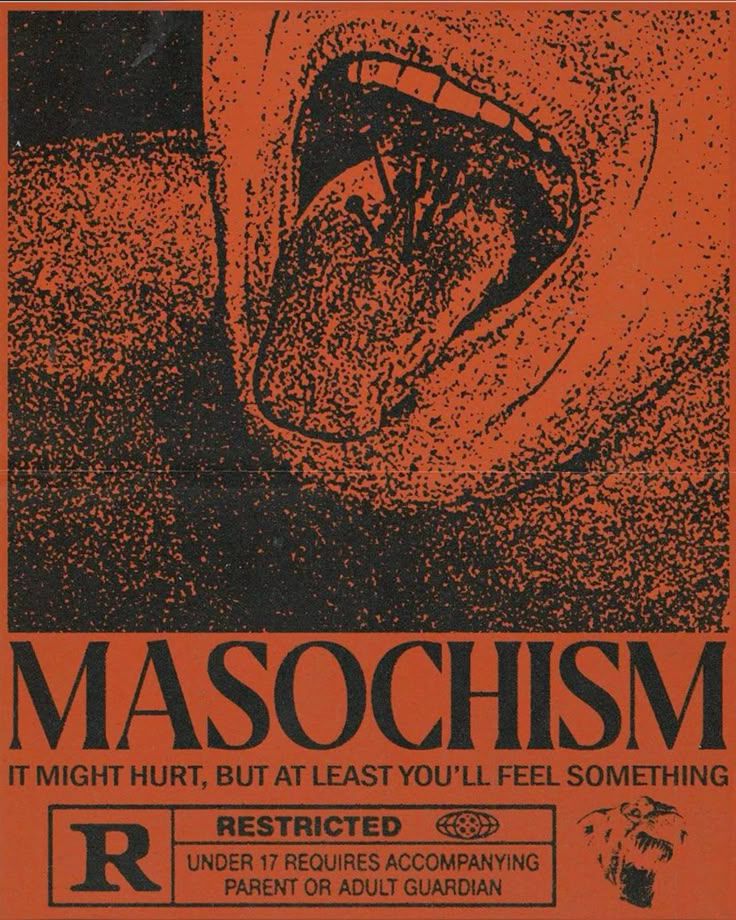 MASOCHISM
IT MIGHT HURT, BUT AT LEAST YOU'LL FEEL SOMETHING
R
RESTRICTED
UNDER 17 REQUIRES ACCOMPANYING
PARENT OR ADULT GUARDIAN